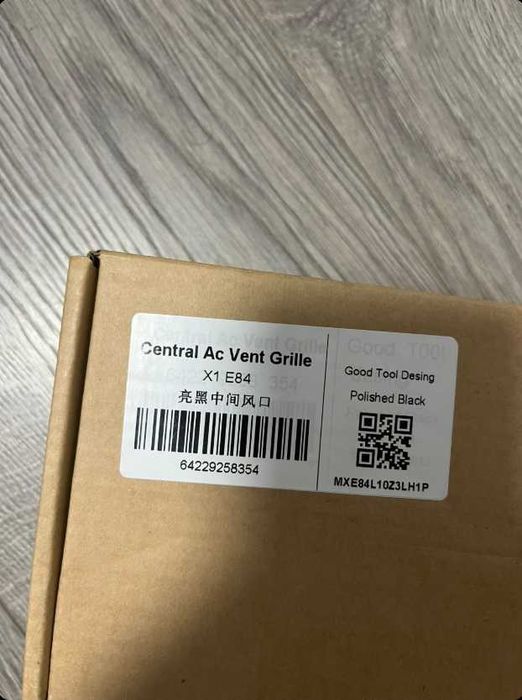 Central Ac Vent Grille
X1 E84
亮黑中间风口
64229258354
Good Tool Desing
Polished Black
MXE84L10Z3LH1P